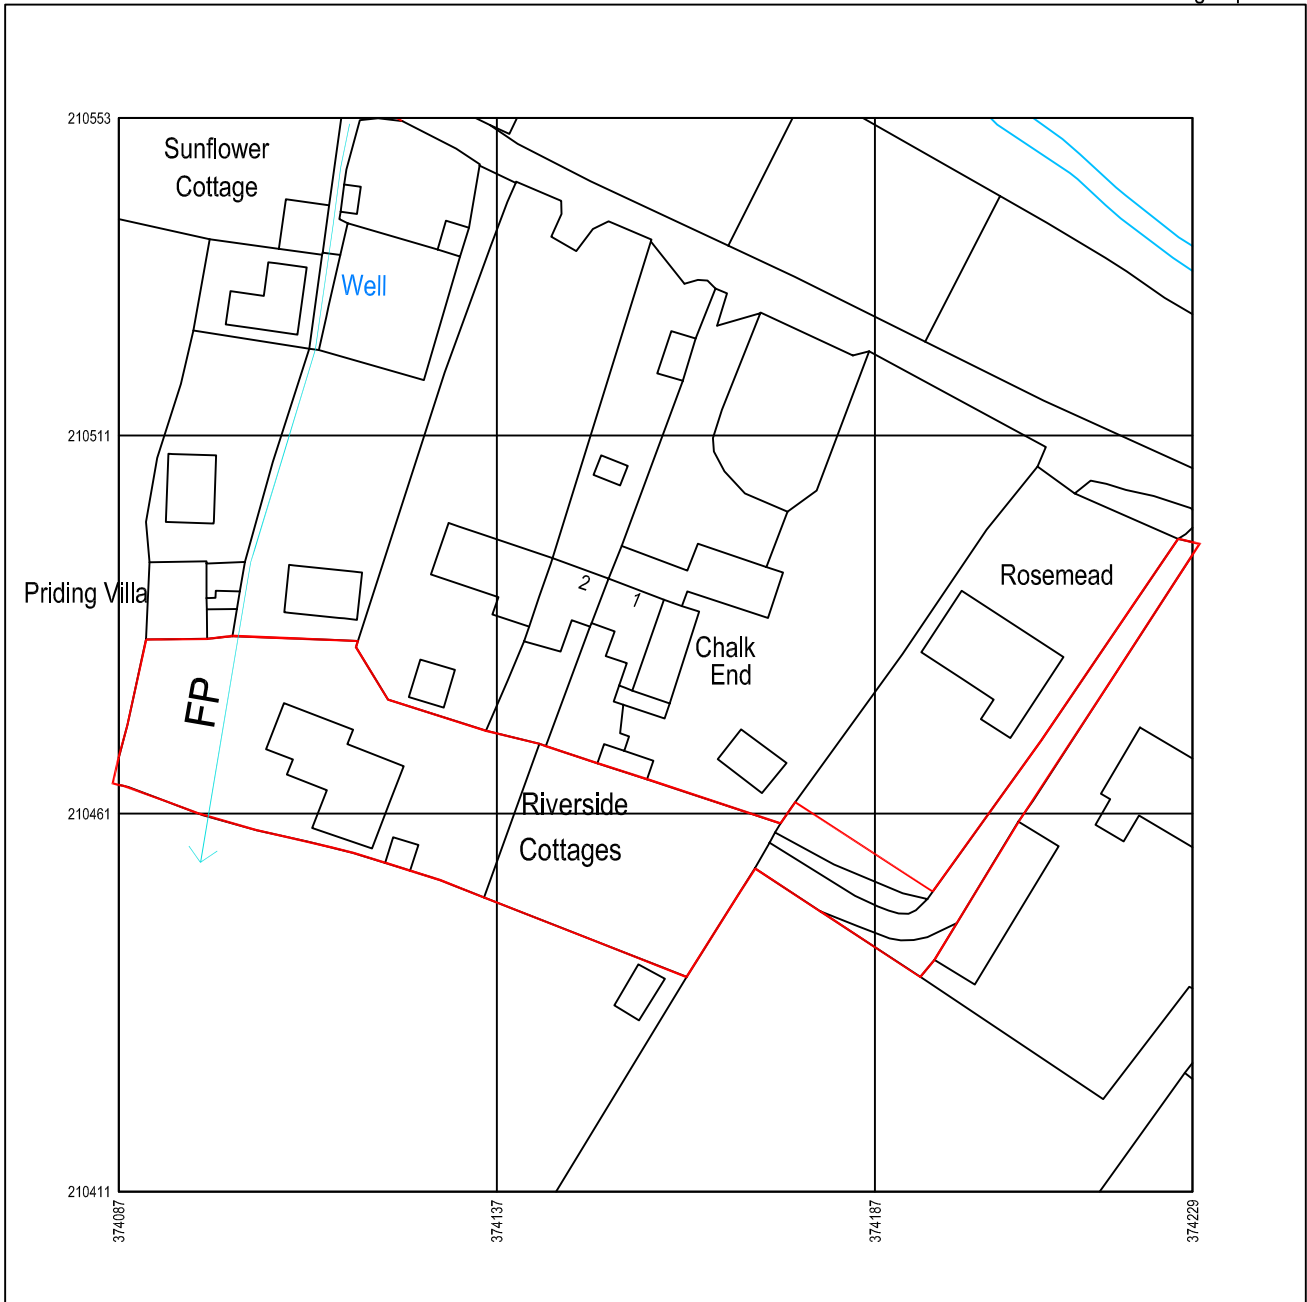 210553
Sunflower
Cottage
Well
210511
2
1
Priding Villa
Rosemead
Chalk
End
FP
Riverside
Cottages
210461
210411
374087
374137
374187
374229